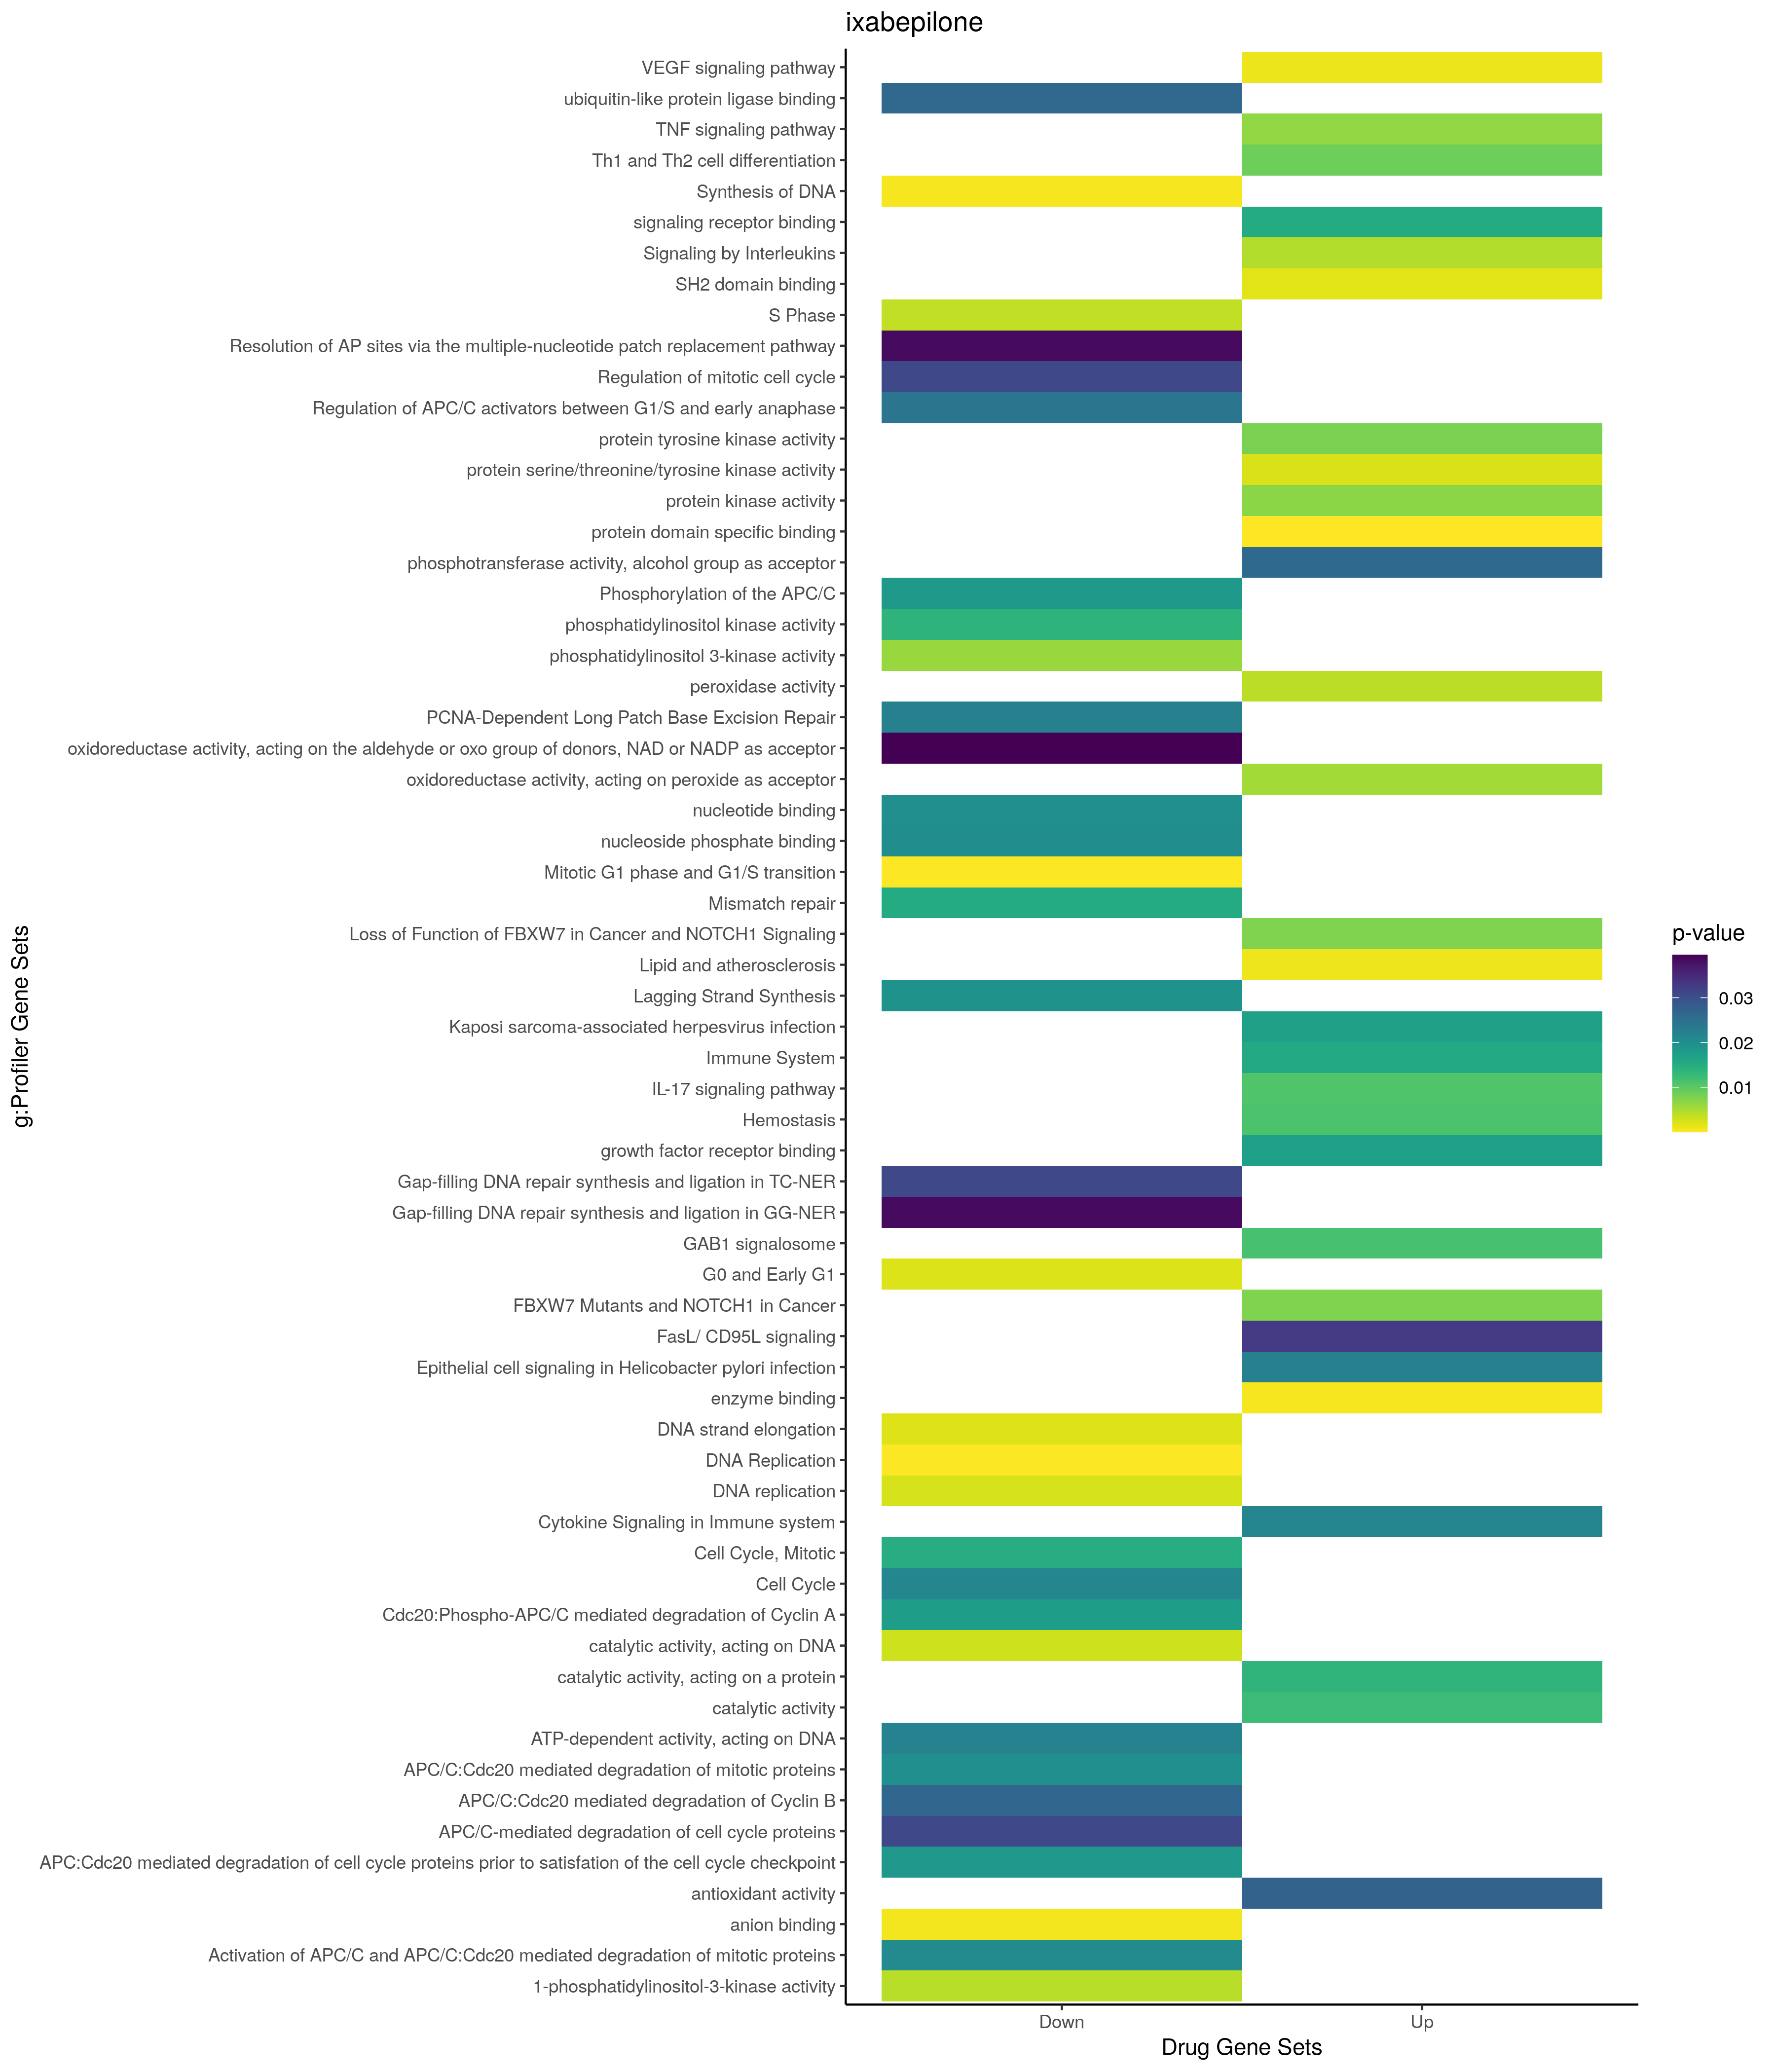 ixabepilone
VEGF signaling pathway
ubiquitin-like protein ligase binding
TNF signaling pathway
Th1 and Th2 cell differentiation
Synthesis of DNA
signaling receptor binding
Signaling by Interleukins
SH2 domain binding
S Phase
Resolution of AP sites via the multiple-nucleotide patch replacement pathway
Regulation of mitotic cell cycle
Regulation of APC/C activators between G1/S and early anaphase
protein tyrosine kinase activity
protein serine/threonine/tyrosine kinase activity
protein kinase activity
protein domain specific binding
phosphotransferase activity, alcohol group as acceptor
Phosphorylation of the APC/C
phosphatidylinositol kinase activity
phosphatidylinositol 3-kinase activity
peroxidase activity
PCNA-Dependent Long Patch Base Excision Repair
oxidoreductase activity, acting on the aldehyde or oxo group of donors, NAD or NADP as acceptor
oxidoreductase activity, acting on peroxide as acceptor
nucleotide binding
nucleoside phosphate binding
Mitotic G1 phase and G1/S transition
Mismatch repair
Loss of Function of FBXW7 in Cancer and NOTCH1 Signaling
Lipid and atherosclerosis
Lagging Strand Synthesis
Kaposi sarcoma-associated herpesvirus infection
Immune System
IL-17 signaling pathway
Hemostasis
growth factor receptor binding
Gap-filling DNA repair synthesis and ligation in TC-NER
Gap-filling DNA repair synthesis and ligation in GG-NER
GAB1 signalosome
G0 and Early G1
FBXW7 Mutants and NOTCH1 in Cancer
FasL/ CD95L signaling
Epithelial cell signaling in Helicobacter pylori infection
enzyme binding
DNA strand elongation
DNA Replication
DNA replication
Cytokine Signaling in Immune system
Cell Cycle, Mitotic
Cell Cycle
Cdc20:Phospho-APC/C mediated degradation of Cyclin A
catalytic activity, acting on DNA
catalytic activity, acting on a protein
catalytic activity
ATP-dependent activity, acting on DNA
APC/C:Cdc20 mediated degradation of mitotic proteins
APC/C:Cdc20 mediated degradation of Cyclin B
APC/C-mediated degradation of cell cycle proteins
APC:Cdc20 mediated degradation of cell cycle proteins prior to satisfation of the cell cycle checkpoint
antioxidant activity
anion binding
Activation of APC/C and APC/C:Cdc20 mediated degradation of mitotic proteins
1-phosphatidylinositol-3-kinase activity
g:Profiler Gene Sets
Down
Up
Drug Gene Sets
p-value
0.03
0.02
0.01